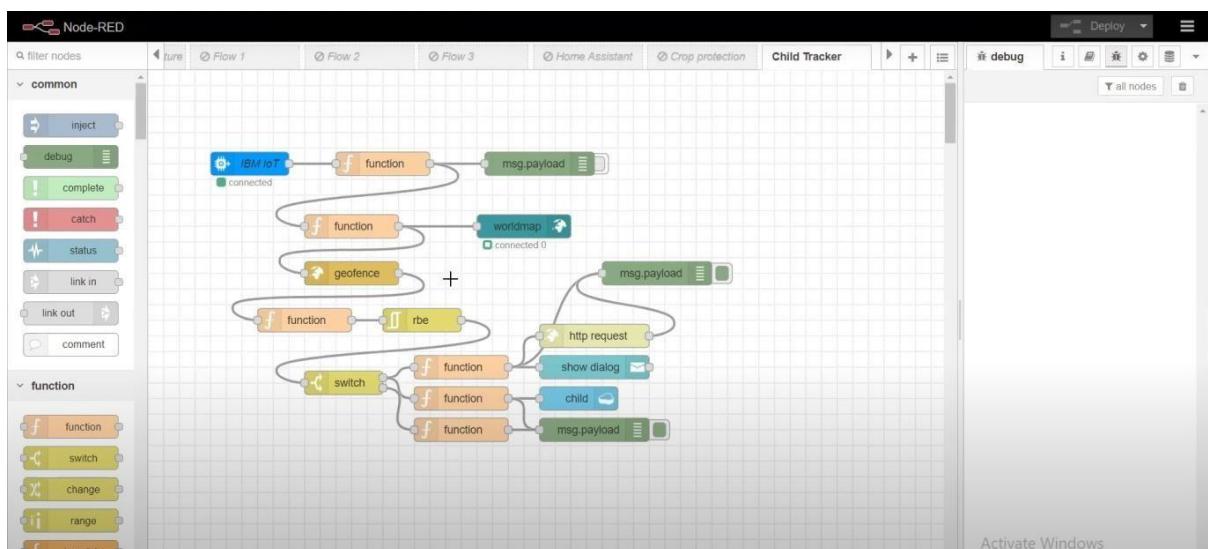 Node-RED
Deploy
filter nodes
ture
Flow 1
Flow 2
Flow 3
Home Assistant
Crop protection
Child Tracker
debug
i
all nodes
common
inject
debug
complete
catch
status
link in
link out
comment
function
function
switch
change
range
IBM IoT
connected
function
msg.payload
function
worldmap
connected 0
geofence
msg.payload
function
rbe
http request
switch
function
show dialog
function
child
function
msg.payload
Activate Windows